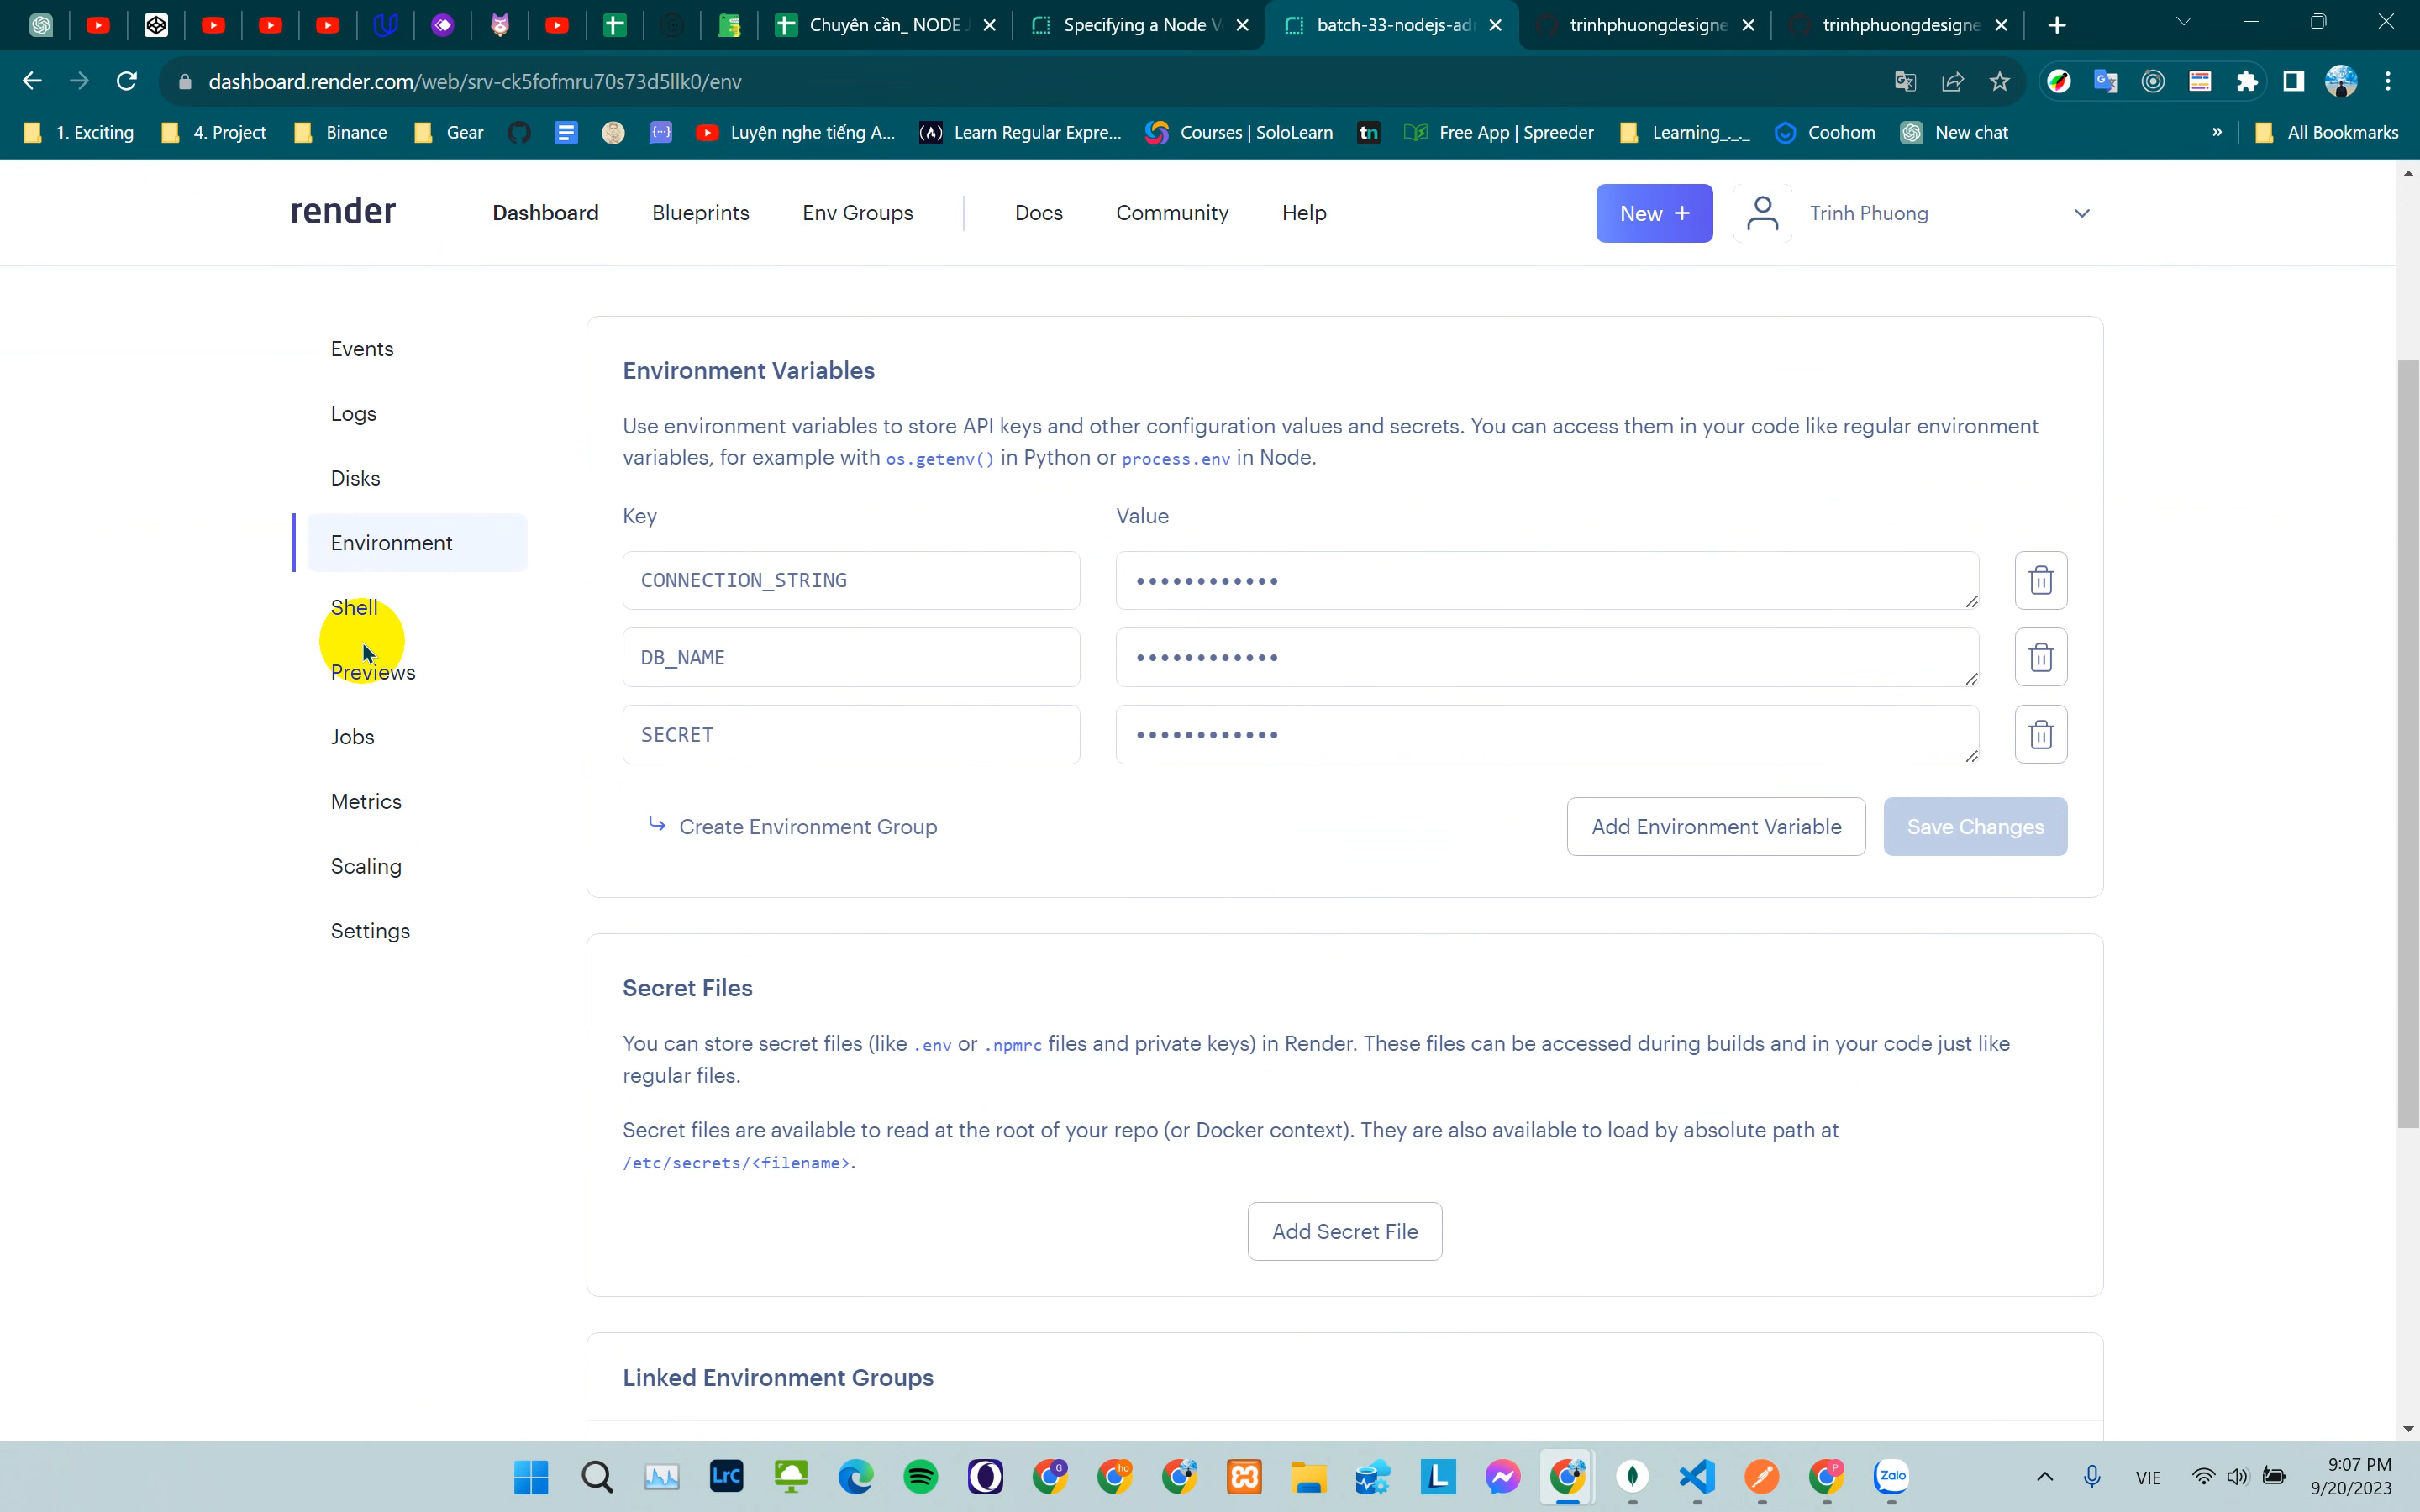 Chuyên cần_ NODE J
Specifying a Node V
batch-33-nodejs-ad
trinhphuongdesigne
trinhphuongdesigne
dashboard.render.com/web/srv-ck5fofmru70s73d5llk0/env
1. Exciting
4. Project
Binance
Gear
Luyện nghe tiếng A...
Learn Regular Expre...
Courses | SoloLearn
tn
Free App | Spreeder
Learning_._._
Coohom
New chat
»
All Bookmarks
render
Dashboard
Blueprints
Env Groups
Docs
Community
Help
New +
Trinh Phuong
Events
Logs
Disks
Environment
Shell
Previews
Jobs
Metrics
Scaling
Settings
Environment Variables
Use environment variables to store API keys and other configuration values and secrets. You can access them in your code like regular environment
variables, for example with os.getenv() in Python or process.env in Node.
Key
Value
CONNECTION_STRING
••••••••••••
DB_NAME
••••••••••••
SECRET
••••••••••••
Create Environment Group
Add Environment Variable
Save Changes
Secret Files
You can store secret files (like .env or .npmrc files and private keys) in Render. These files can be accessed during builds and in your code just like
regular files.
Secret files are available to read at the root of your repo (or Docker context). They are also available to load by absolute path at
/etc/secrets/<filename>.
Add Secret File
Linked Environment Groups
LrC
G
ho
L
P
Zalo
VIE
9:07 PM
9/20/2023